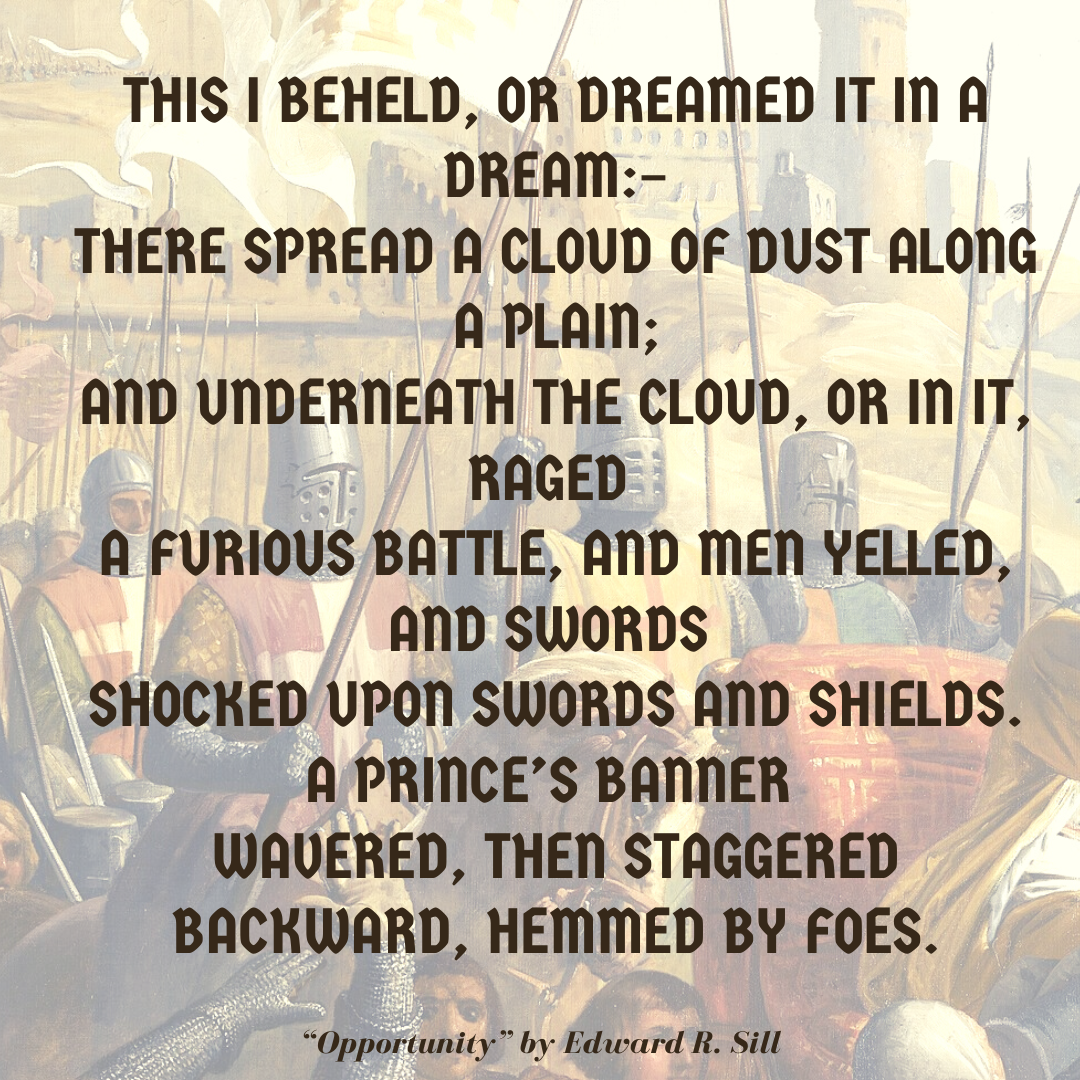 THIS I BEHELD, OR DREAMED IT IN A
DREAM:–
THERE SPREAD A CLOUD OF DUST ALONG
A PLAIN;
AND UNDERNEATH THE CLOUD, OR IN IT,
RAGED
A FURIOUS BATTLE, AND MEN YELLED,
AND SWORDS
SHOCKED UPON SWORDS AND SHIELDS.
A PRINCE’S BANNER
WAVERED, THEN STAGGERED
BACKWARD, HEMMED BY FOES.
“Opportunity” by Edward R. Sill